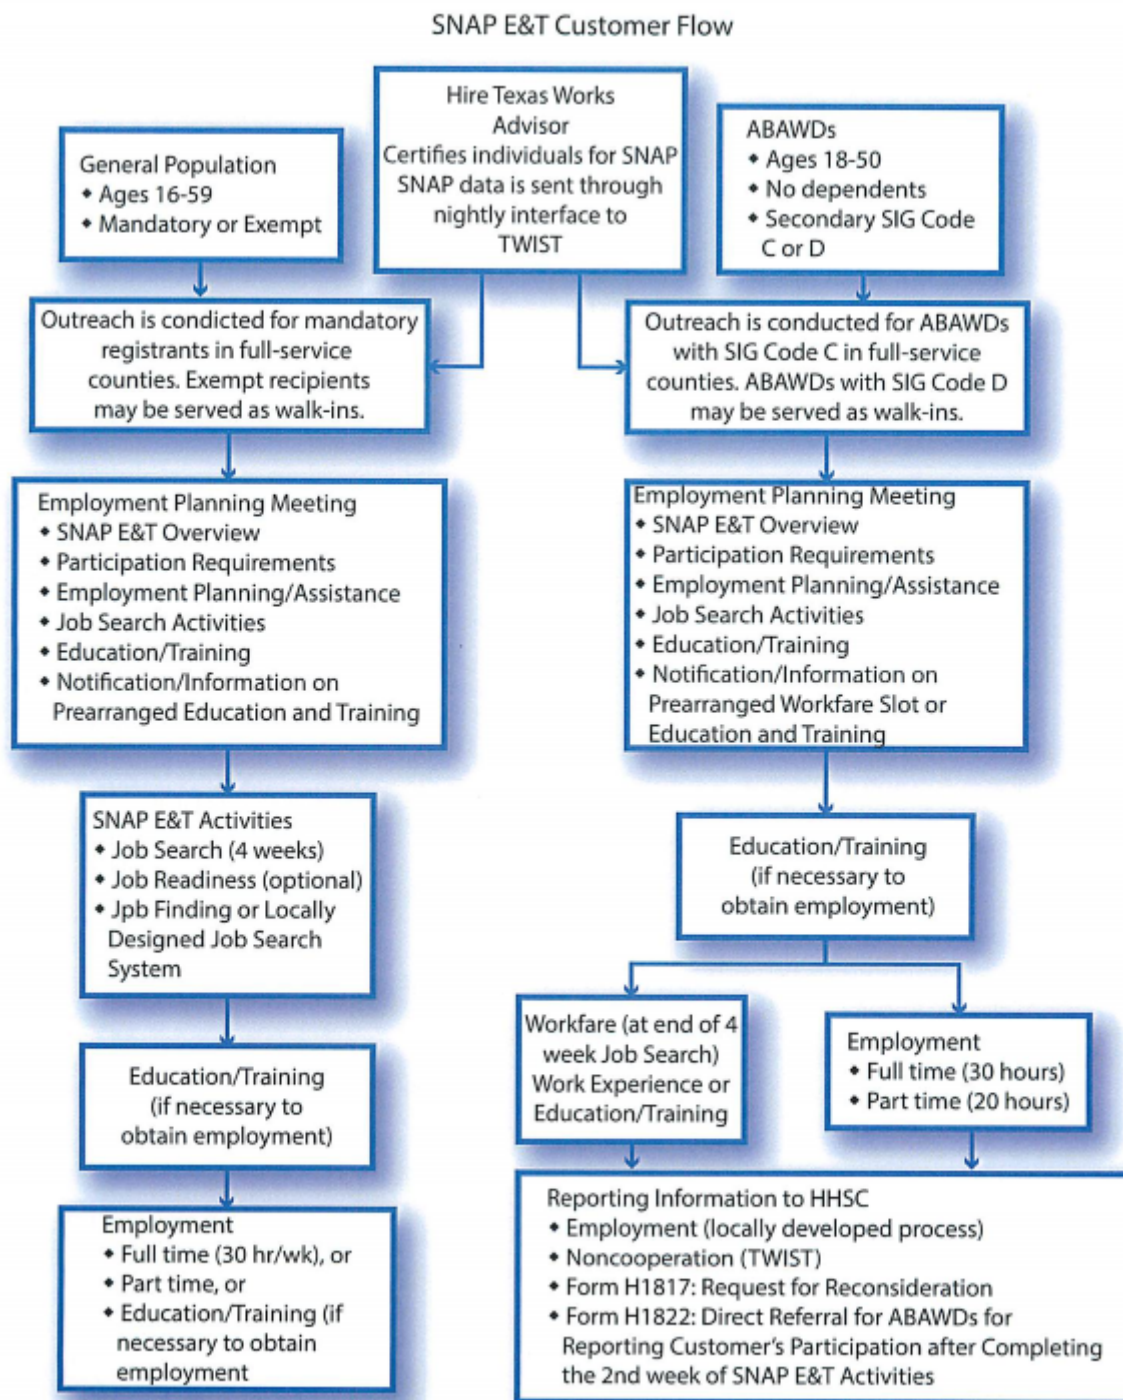 SNAP E&T Customer Flow
Hire Texas Works
Advisor
Certifies individuals for SNAP
SNAP data is sent through
nightly interface to
TWIST
General Population
◆ Ages 16-59
◆ Mandatory or Exempt
ABAWDs
◆ Ages 18-50
◆ No dependents
◆ Secondary SIG Code
C or D
Outreach is condicted for mandatory
registrants in full-service
counties. Exempt recipients
may be served as walk-ins.
Outreach is conducted for ABAWDs
with SIG Code C in full-service
counties. ABAWDs with SIG Code D
may be served as walk-ins.
Employment Planning Meeting
◆ SNAP E&T Overview
◆ Participation Requirements
◆ Employment Planning/Assistance
◆ Job Search Activities
◆ Education/Training
◆ Notification/Information on
Prearranged Education and Training
Employment Planning Meeting
◆ SNAP E&T Overview
◆ Participation Requirements
◆ Employment Planning/Assistance
◆ Job Search Activities
◆ Education/Training
◆ Notification/Information on
Prearranged Workfare Slot or
Education and Training
SNAP E&T Activities
◆ Job Search (4 weeks)
◆ Job Readiness (optional)
◆ Jpb Finding or Locally
Designed Job Search
System
Education/Training
(if necessary to
obtain employment)
Education/Training
(if necessary to
obtain employment)
Workfare (at end of 4
week Job Search)
Work Experience or
Education/Training
Employment
◆ Full time (30 hours)
◆ Part time (20 hours)
Employment
◆ Full time (30 hr/wk), or
◆ Part time, or
◆ Education/Training (if
necessary to obtain
employment
Reporting Information to HHSC
◆ Employment (locally developed process)
◆ Noncooperation (TWIST)
◆ Form H1817: Request for Reconsideration
◆ Form H1822: Direct Referral for ABAWDs for
Reporting Customer's Participation after Completing
the 2nd week of SNAP E&T Activities